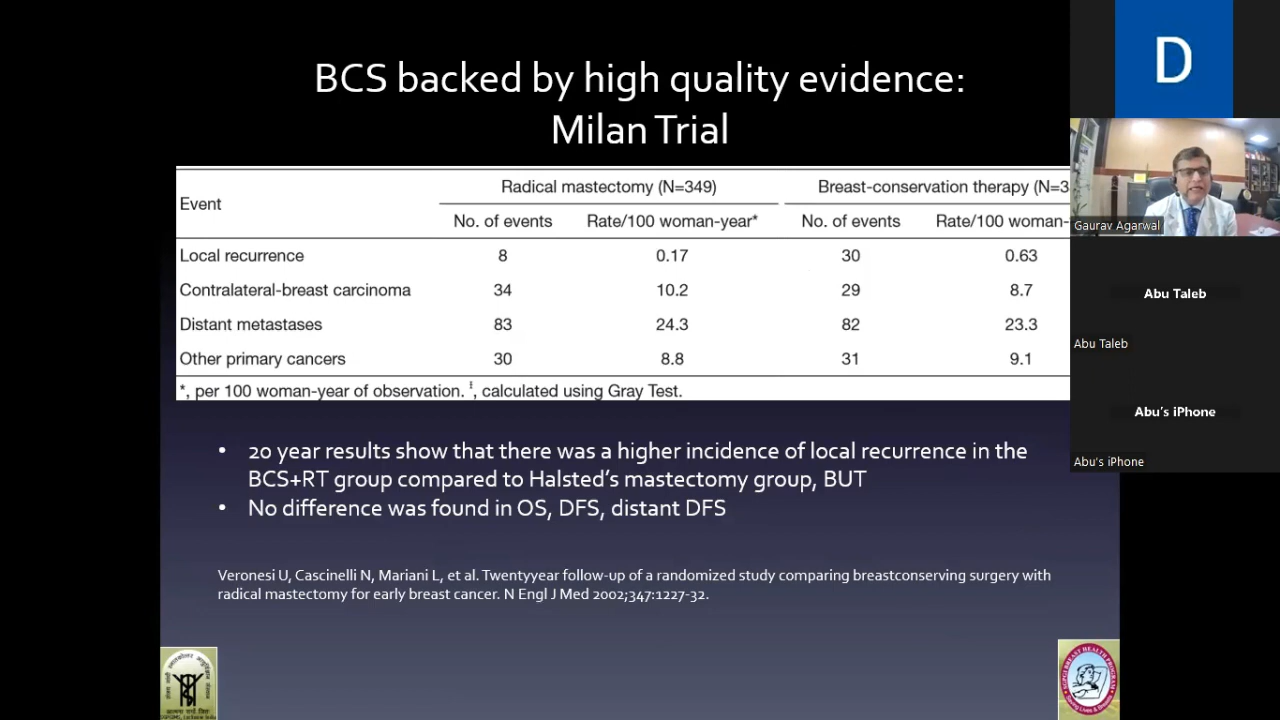 BCS backed by high quality evidence:
Milan Trial
Event Radical mastectomy (N=349) Breast-conservation therapy (N=3
No. of events Rate/100 woman-year* No. of events Rate/100 woman-
Local recurrence 8 0.17 30 0.63
Contralateral-breast carcinoma 34 10.2 29 8.7
Distant metastases 83 24.3 82 23.3
Other primary cancers 30 8.8 31 9.1
*, per 100 woman-year of observation. ‡, calculated using Gray Test.
• 20 year results show that there was a higher incidence of local recurrence in the
BCS+RT group compared to Halsted's mastectomy group, BUT
• No difference was found in OS, DFS, distant DFS
Veronesi U, Cascinelli N, Mariani L, et al. Twentyyear follow-up of a randomized study comparing breastconserving surgery with
radical mastectomy for early breast cancer. N Engl J Med 2002;347:1227-32.
D
Gaurav Agarwal
Abu Taleb
Abu Taleb
Abu's iPhone
Abu's iPhone